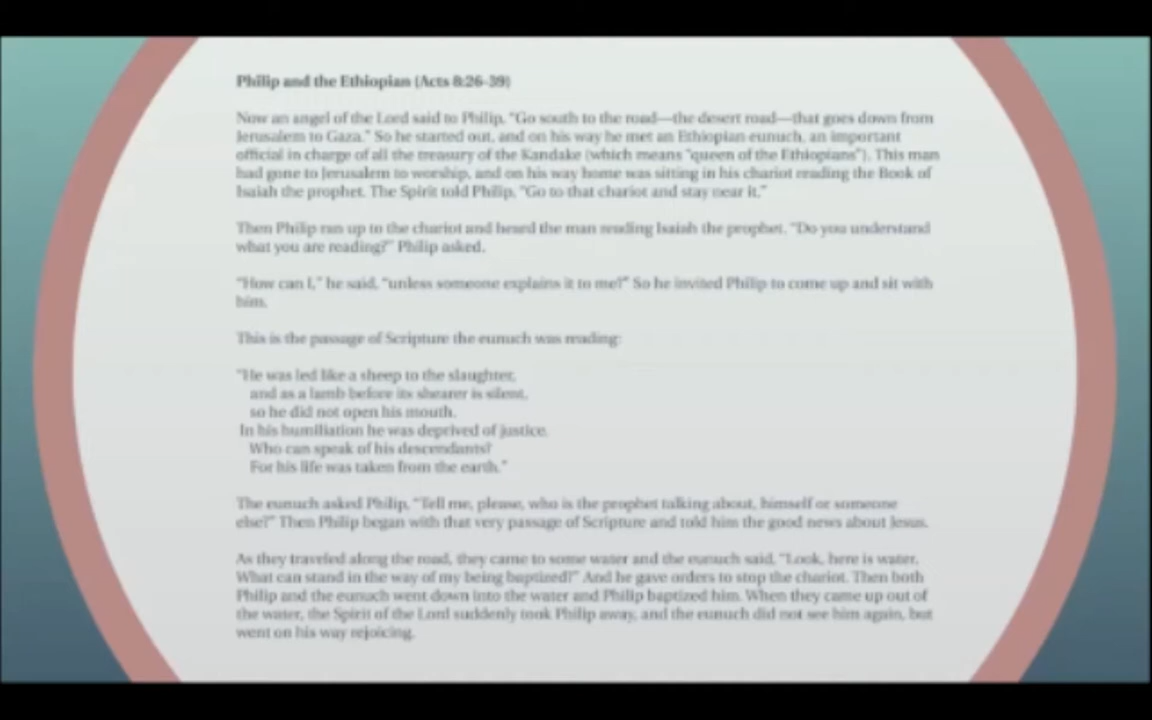 Philip and the Ethiopian (Acts 8:26-39)
Now an angel of the Lord said to Philip, "Go south to the road—the desert road—that goes down from
Jerusalem to Gaza." So he started out, and on his way he met an Ethiopian eunuch, an important
official in charge of all the treasury of the Kandake (which means "queen of the Ethiopians"). This man
had gone to Jerusalem to worship, and on his way home was sitting in his chariot reading the Book of
Isaiah the prophet. The Spirit told Philip, "Go to that chariot and stay near it."
Then Philip ran up to the chariot and heard the man reading Isaiah the prophet. "Do you understand
what you are reading?" Philip asked.
"How can I," he said, "unless someone explains it to me?" So he invited Philip to come up and sit with
him.
This is the passage of Scripture the eunuch was reading:
"He was led like a sheep to the slaughter,
and as a lamb before its shearer is silent,
so he did not open his mouth.
In his humiliation he was deprived of justice.
Who can speak of his descendants?
For his life was taken from the earth."
The eunuch asked Philip, "Tell me, please, who is the prophet talking about, himself or someone
else?" Then Philip began with that very passage of Scripture and told him the good news about Jesus.
As they traveled along the road, they came to some water and the eunuch said, "Look, here is water.
What can stand in the way of my being baptized?" And he gave orders to stop the chariot. Then both
Philip and the eunuch went down into the water and Philip baptized him. When they came up out of
the water, the Spirit of the Lord suddenly took Philip away, and the eunuch did not see him again, but
went on his way rejoicing.